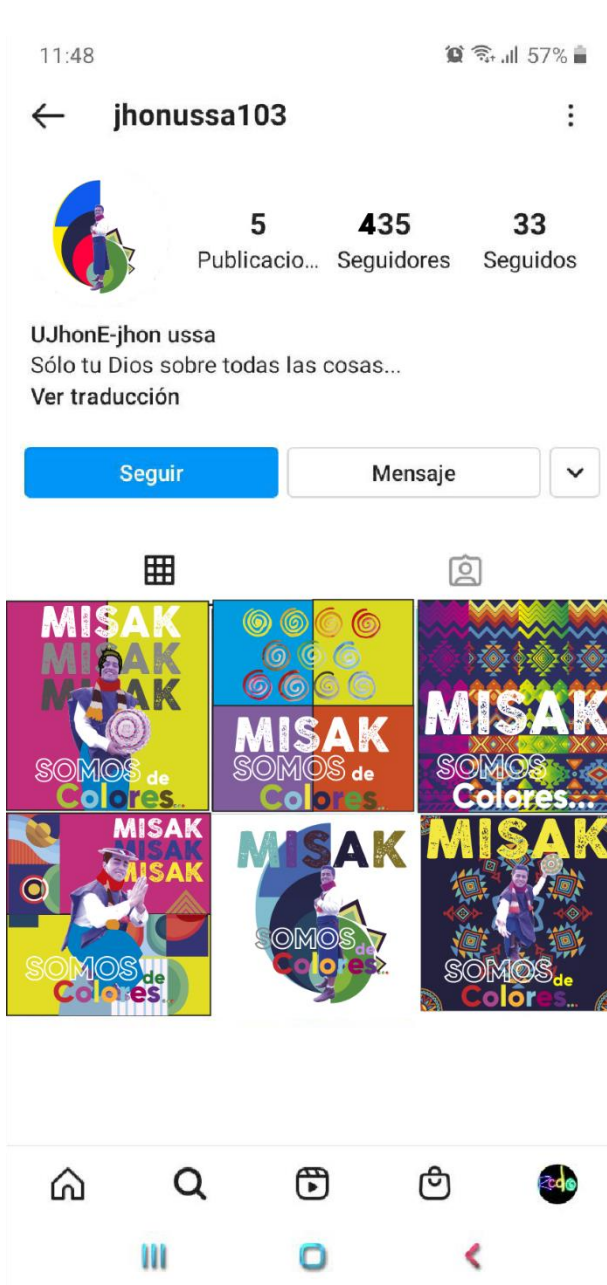 11:48 57%
jhonussa103
5 435 33
Publicacio... Seguidores Seguidos
UJhonE-jhon ussa
Sólo tu Dios sobre todas las cosas...
Ver traducción
Seguir Mensaje
MISAK
MISAK
MISAK
SOMOS de
Colores...
MISAK
SOMOS de
Colores...
MISAK
SOMOS
Colores...
MISAK
MISAK
MISAK
SOMOS de
Colores...
MISAK
SOMOS de
Colores...
MISAK
SOMOS de
Colores...